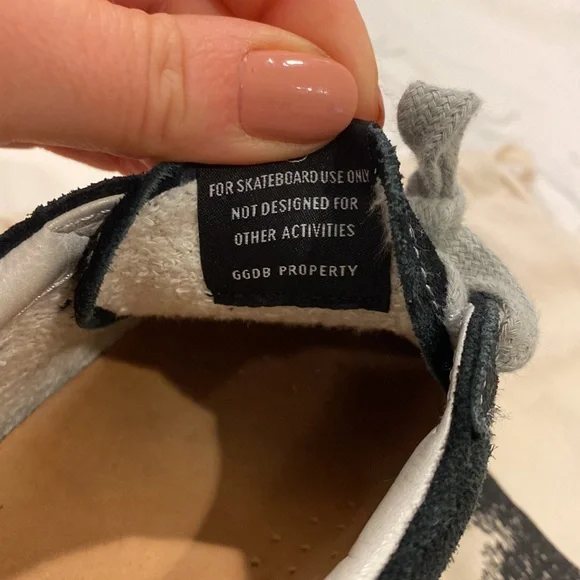 FOR SKATEBOARD USE ONLY
NOT DESIGNED FOR
OTHER ACTIVITIES
GGDB PROPERTY